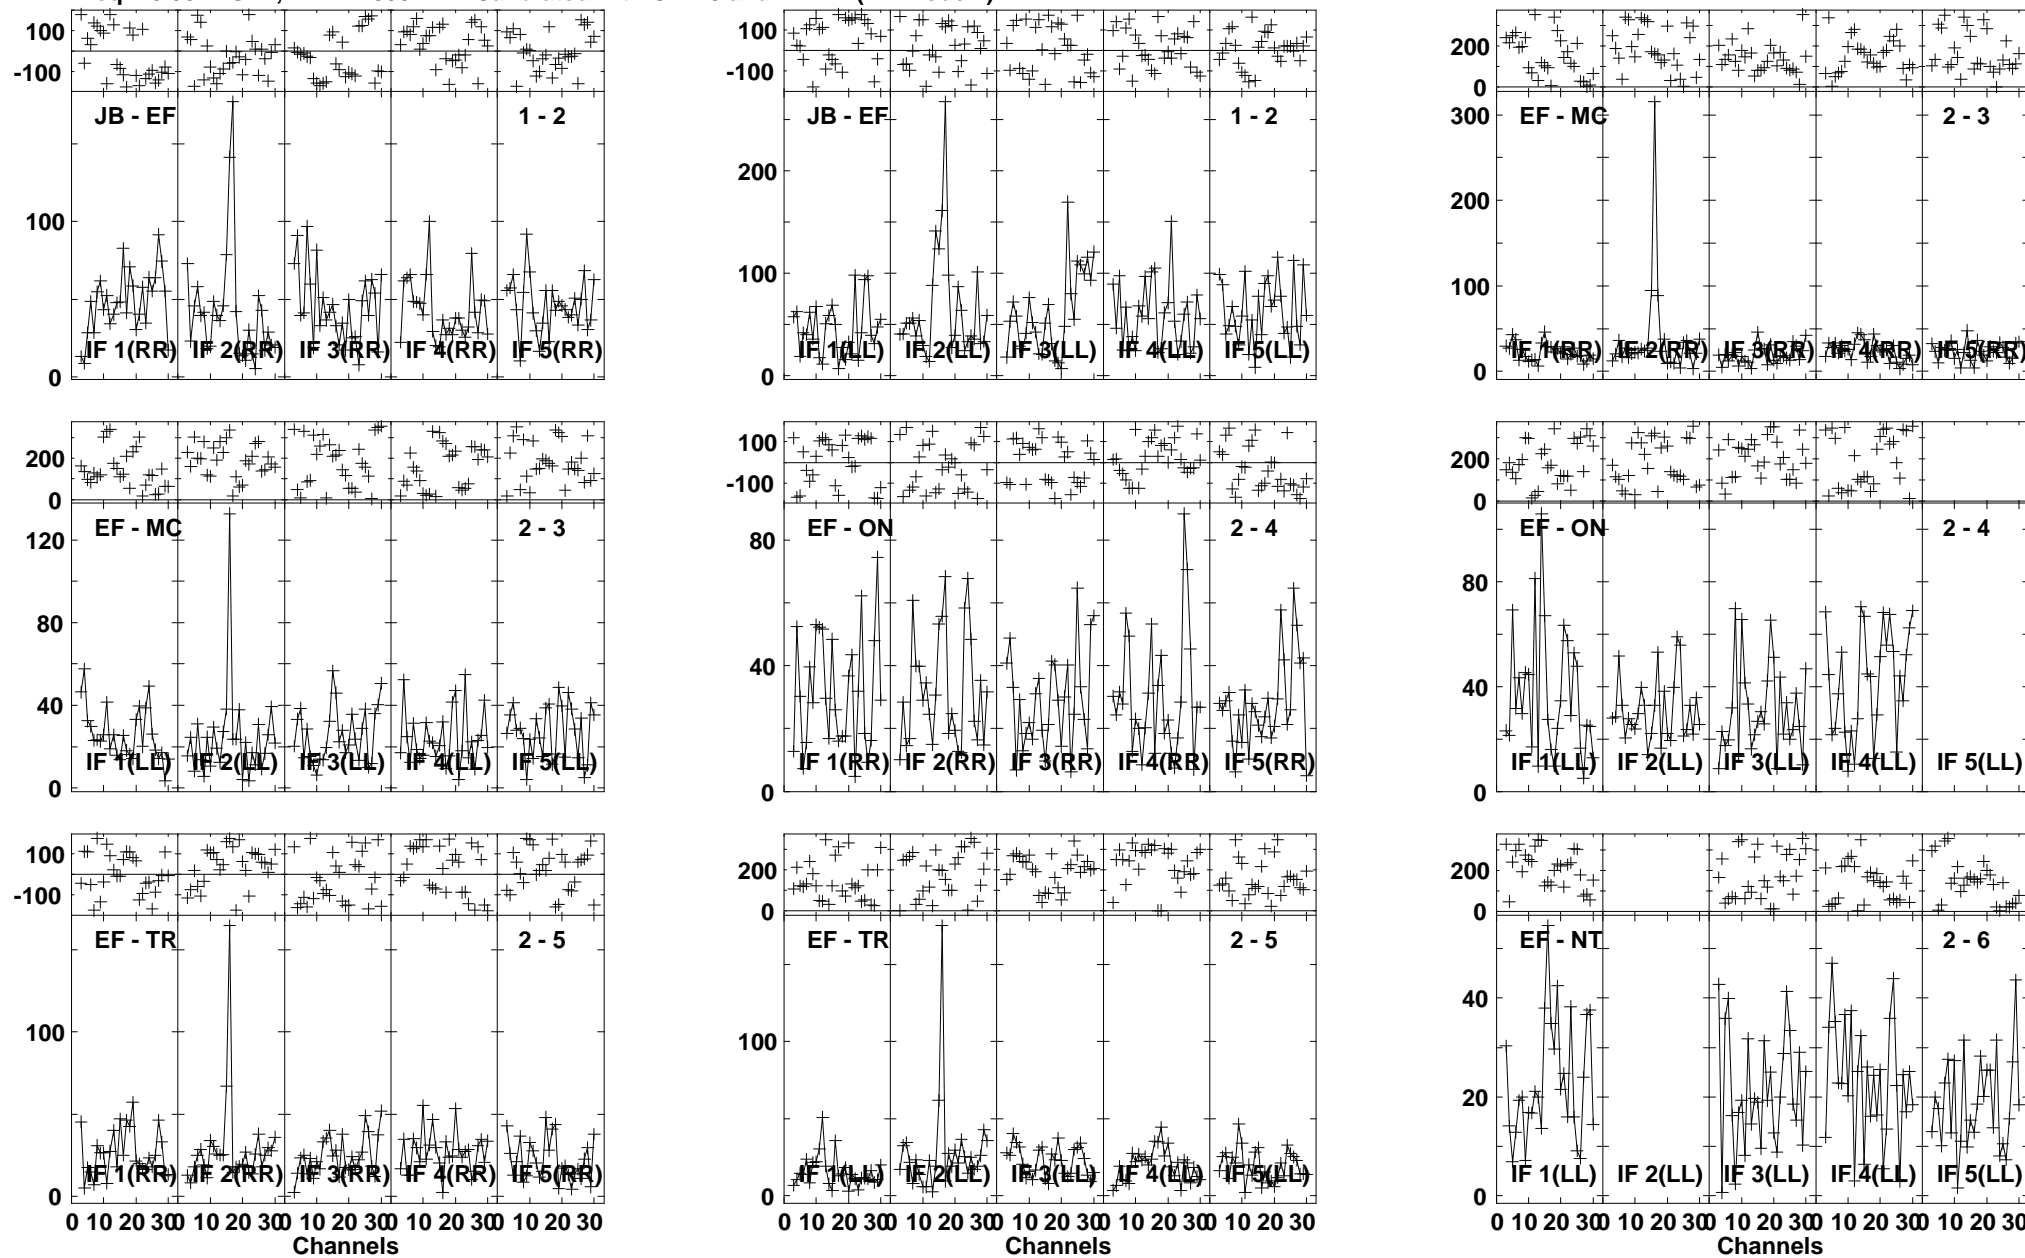 100
-100
JB - EF 1 - 2
100
0
IF 1(RR) IF 2(RR) IF 3(RR) IF 4(RR) IF 5(RR)
100
-100
JB - EF 1 - 2
200
100
0
IF 1(LL) IF 2(LL) IF 3(LL) IF 4(LL) IF 5(LL)
200
0
EF - MC 2 - 3
300
200
100
0
IF 1(RR) IF 2(RR) IF 3(RR) IF 4(RR) IF 5(RR)
200
0
EF - MC 2 - 3
120
80
40
0
IF 1(LL) IF 2(LL) IF 3(LL) IF 4(LL) IF 5(LL)
100
-100
EF - ON 2 - 4
80
40
0
IF 1(RR) IF 2(RR) IF 3(RR) IF 4(RR) IF 5(RR)
200
0
EF - ON 2 - 4
80
40
0
IF 1(LL) IF 2(LL) IF 3(LL) IF 4(LL) IF 5(LL)
100
-100
EF - TR 2 - 5
100
0
IF 1(RR) IF 2(RR) IF 3(RR) IF 4(RR) IF 5(RR)
0 10 20 30 0 10 20 30 0 10 20 30 0 10 20 30 0 10 20 30
Channels
200
0
EF - TR 2 - 5
100
0
IF 1(LL) IF 2(LL) IF 3(LL) IF 4(LL) IF 5(LL)
0 10 20 30 0 10 20 30 0 10 20 30 0 10 20 30 0 10 20 30
Channels
200
0
EF - NT 2 - 6
40
20
0
IF 1(LL) IF 2(LL) IF 3(LL) IF 4(LL) IF 5(LL)
0 10 20 30 0 10 20 30 0 10 20 30 0 10 20 30 0 10 20 30
Channels